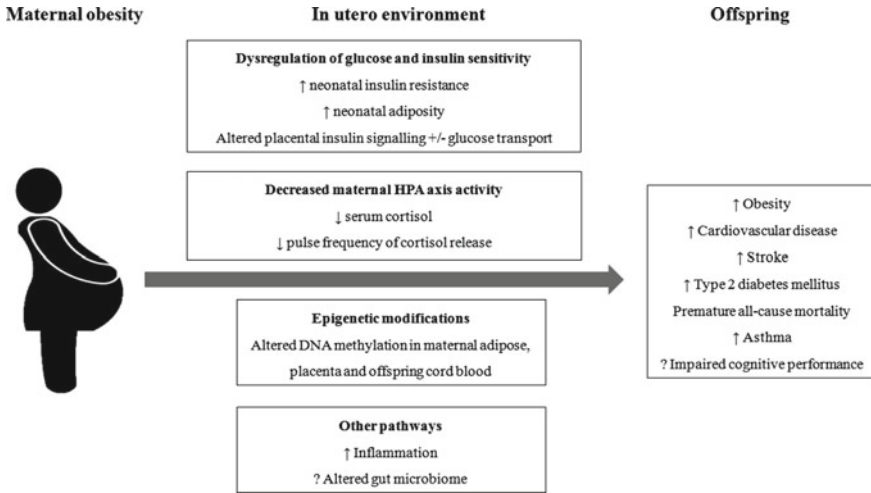 Maternal obesity
In utero environment
Offspring
Dysregulation of glucose and insulin sensitivity
↑ neonatal insulin resistance
↑ neonatal adiposity
Altered placental insulin signalling +/- glucose transport
Decreased maternal HPA axis activity
↓ serum cortisol
↓ pulse frequency of cortisol release
Epigenetic modifications
Altered DNA methylation in maternal adipose,
placenta and offspring cord blood
Other pathways
↑ Inflammation
? Altered gut microbiome
↑ Obesity
↑ Cardiovascular disease
↑ Stroke
↑ Type 2 diabetes mellitus
Premature all-cause mortality
↑ Asthma
? Impaired cognitive performance